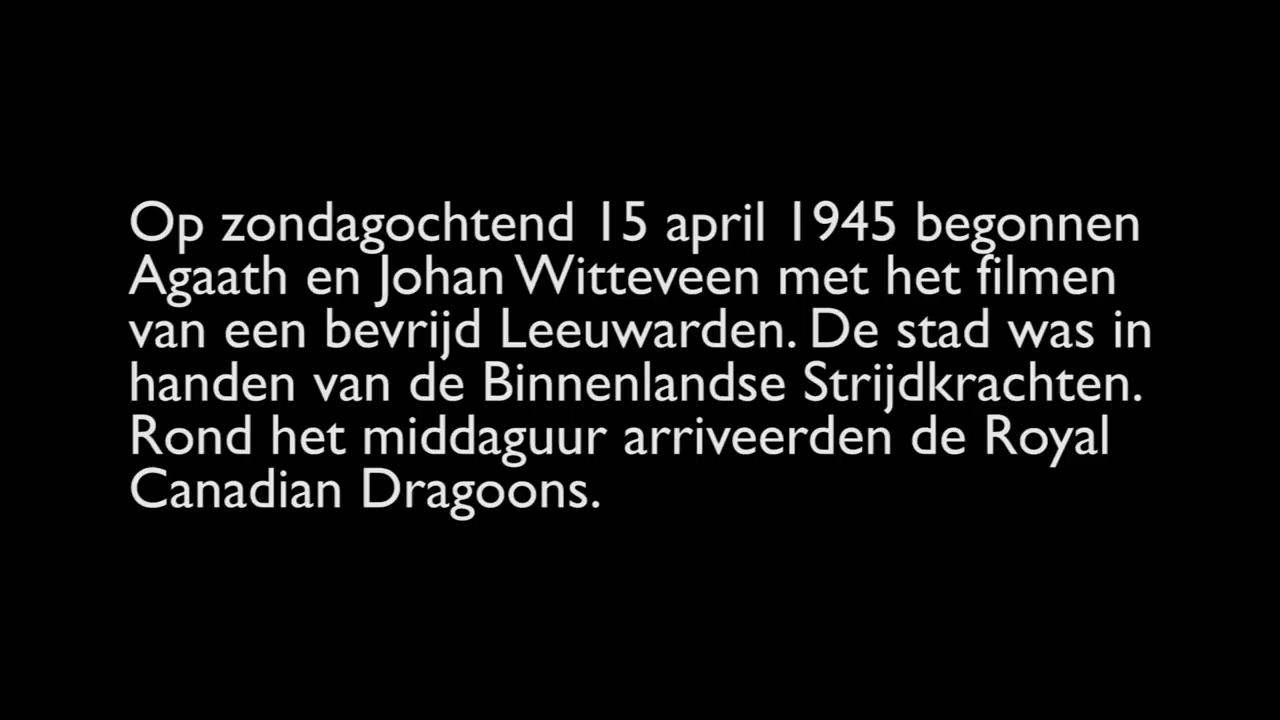 Op zondagochtend 15 april 1945 begonnen
Agaath en Johan Witteveen met het filmen
van een bevrijd Leeuwarden. De stad was in
handen van de Binnenlandse Strijdkrachten.
Rond het middaguur arriveerden de Royal
Canadian Dragoons.